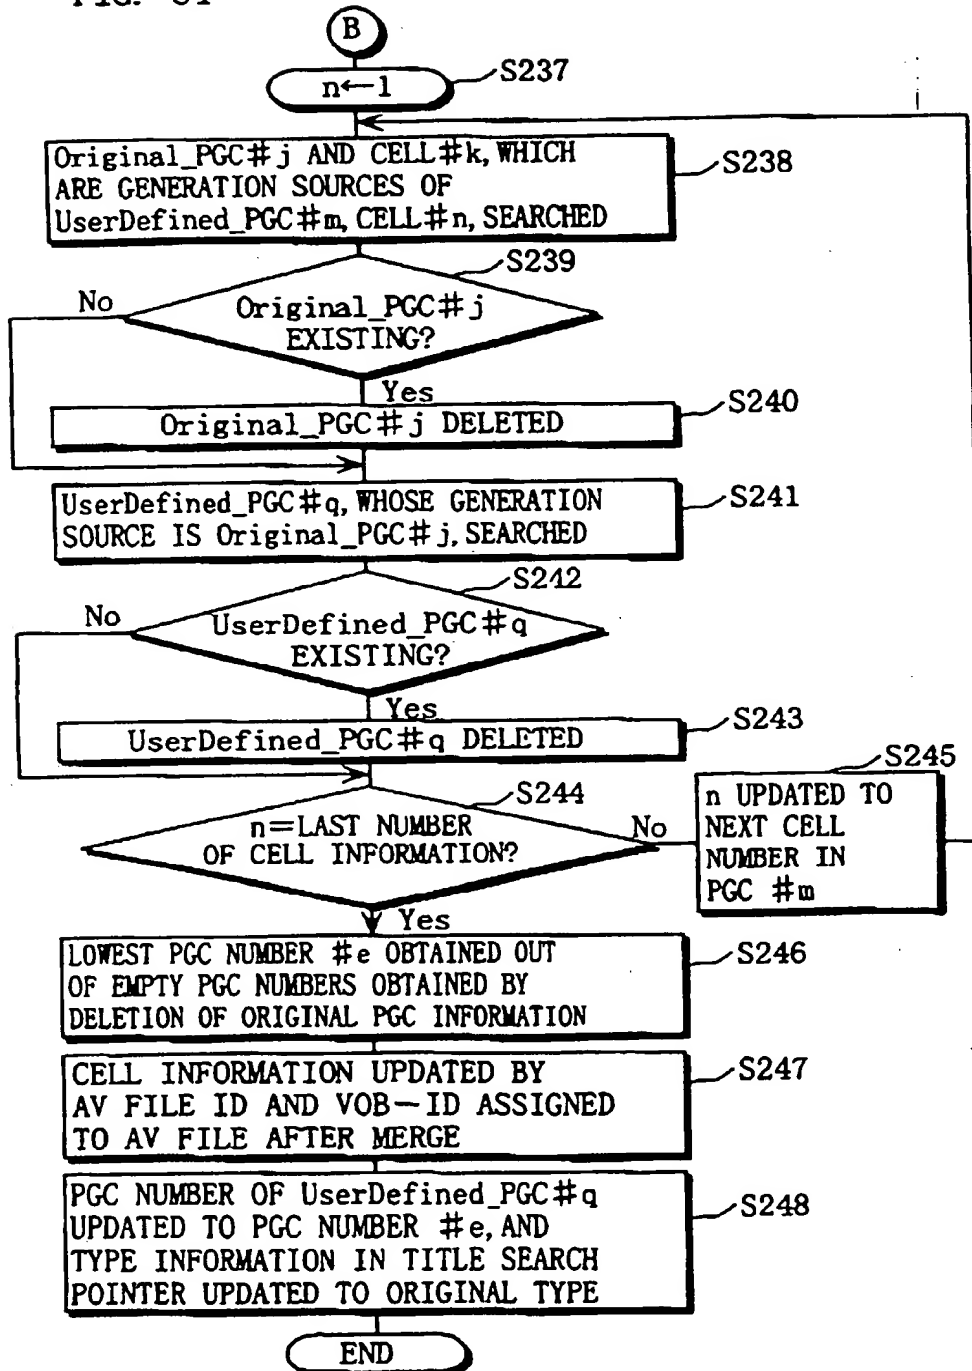 B
n←1
S237
Original_PGC#j AND CELL#k, WHICH
ARE GENERATION SOURCES OF
UserDefined_PGC#m, CELL#n, SEARCHED
S238
S239
No
Original_PGC#j
EXISTING?
Yes
S240
Original_PGC#j DELETED
UserDefined_PGC#q, WHOSE GENERATION
SOURCE IS Original_PGC#j, SEARCHED
S241
S242
No
UserDefined_PGC#q
EXISTING?
Yes
S243
UserDefined_PGC#q DELETED
S244
n=LAST NUMBER
OF CELL INFORMATION?
No
S245
n UPDATED TO
NEXT CELL
NUMBER IN
PGC #m
Yes
LOWEST PGC NUMBER #e OBTAINED OUT
OF EMPTY PGC NUMBERS OBTAINED BY
DELETION OF ORIGINAL PGC INFORMATION
S246
CELL INFORMATION UPDATED BY
AV FILE ID AND VOB-ID ASSIGNED
TO AV FILE AFTER MERGE
S247
PGC NUMBER OF UserDefined_PGC#q
UPDATED TO PGC NUMBER #e, AND
TYPE INFORMATION IN TITLE SEARCH
POINTER UPDATED TO ORIGINAL TYPE
S248
END